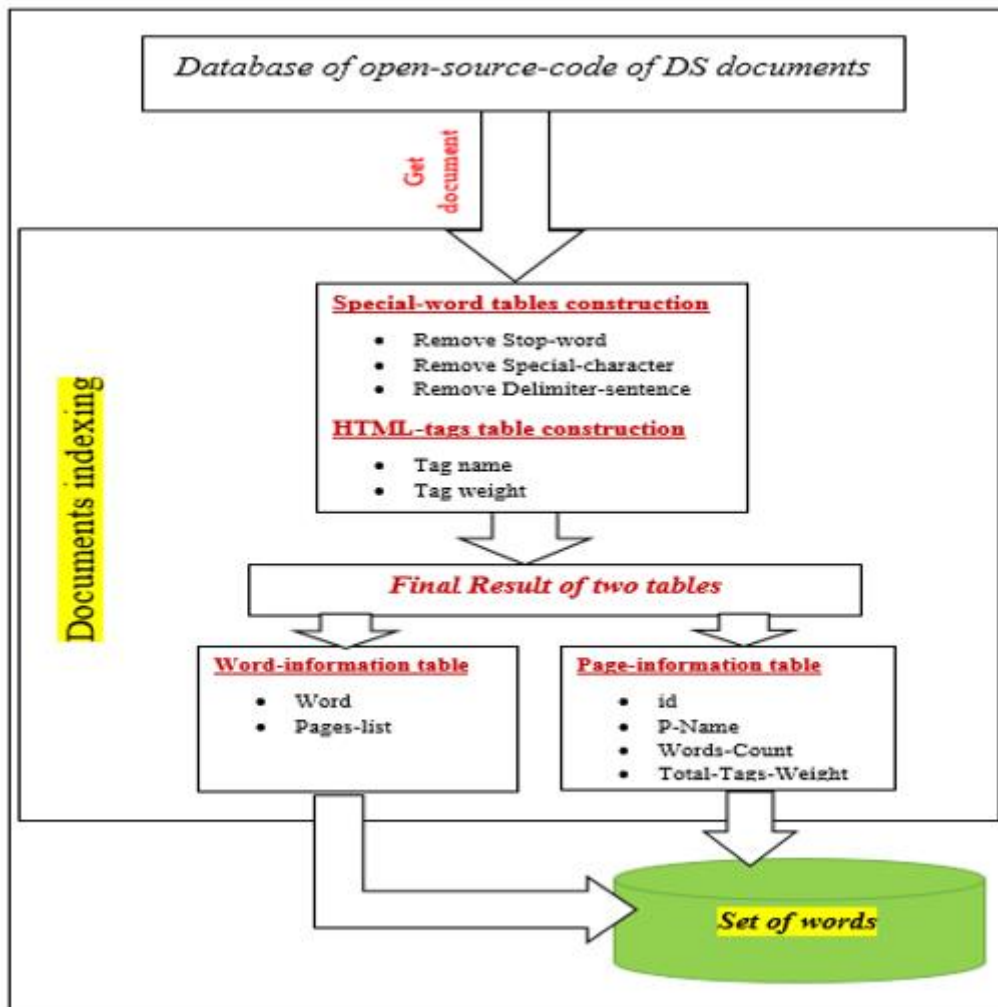 Database of open-source-code of DS documents
Get
document
Documents indexing
Special-word tables construction
• Remove Stop-word
• Remove Special-character
• Remove Delimiter-sentence
HTML-tags table construction
• Tag name
• Tag weight
Final Result of two tables
Word-information table
• Word
• Pages-list
Page-information table
• id
• P-Name
• Words-Count
• Total-Tags-Weight
Set of words